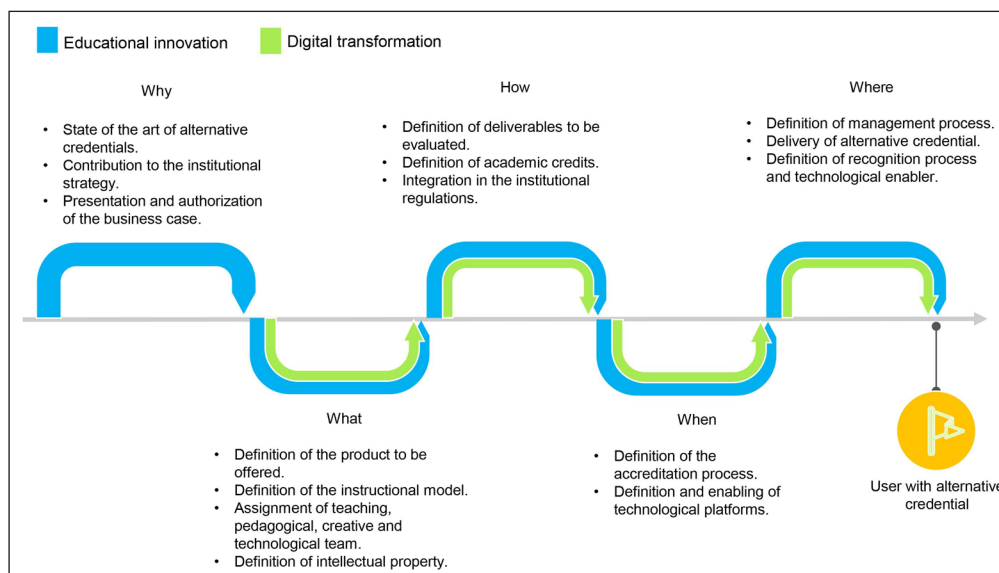 Educational innovation
Digital transformation
Why
• State of the art of alternative
credentials.
• Contribution to the institutional
strategy.
• Presentation and authorization
of the business case.
How
• Definition of deliverables to be
evaluated.
• Definition of academic credits.
• Integration in the institutional
regulations.
Where
• Definition of management process.
• Delivery of alternative credential.
• Definition of recognition process
and technological enabler.
What
• Definition of the product to be
offered.
• Definition of the instructional model.
• Assignment of teaching,
pedagogical, creative and
technological team.
• Definition of intellectual property.
When
• Definition of the
accreditation process.
• Definition and enabling of
technological platforms.
User with alternative
credential